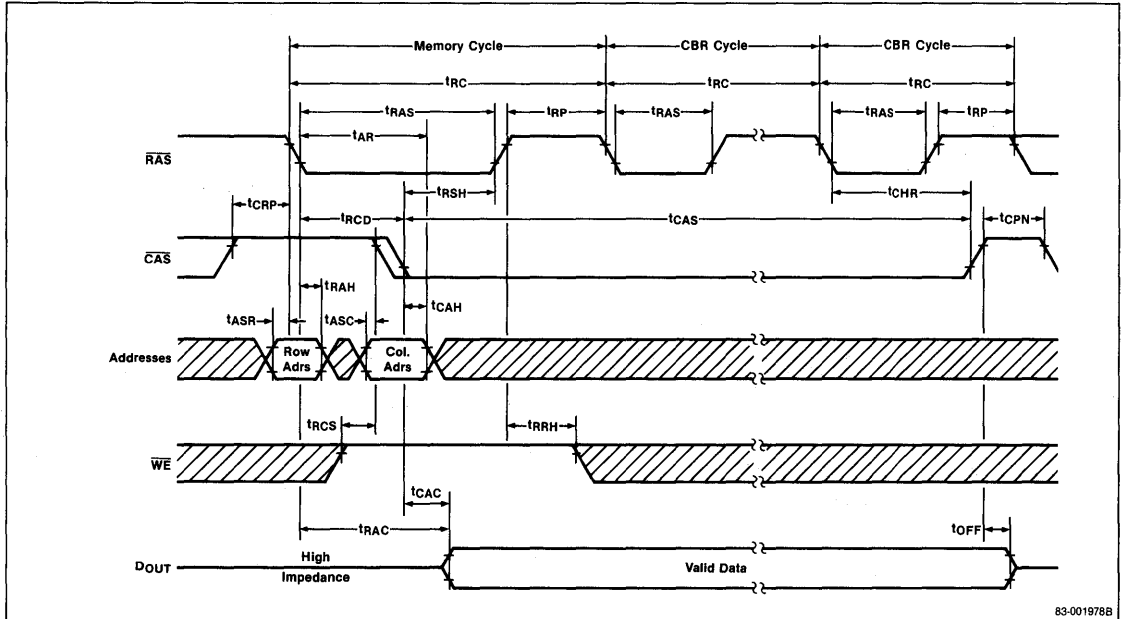 Memory Cycle CBR Cycle CBR Cycle
tRC tRC tRC
tRAS tRP tRAS tRAS tRP
tAR
RAS
tRSH tCHR
tCRP tRCD tCAS tCPN
CAS
tRAH tCAH
tASR tASC
Addresses Row Adrs Col. Adrs
tRCS tRRH
WE
tCAC
tRAC tOFF
High
DOUT Valid Data
Impedance
83-001978B